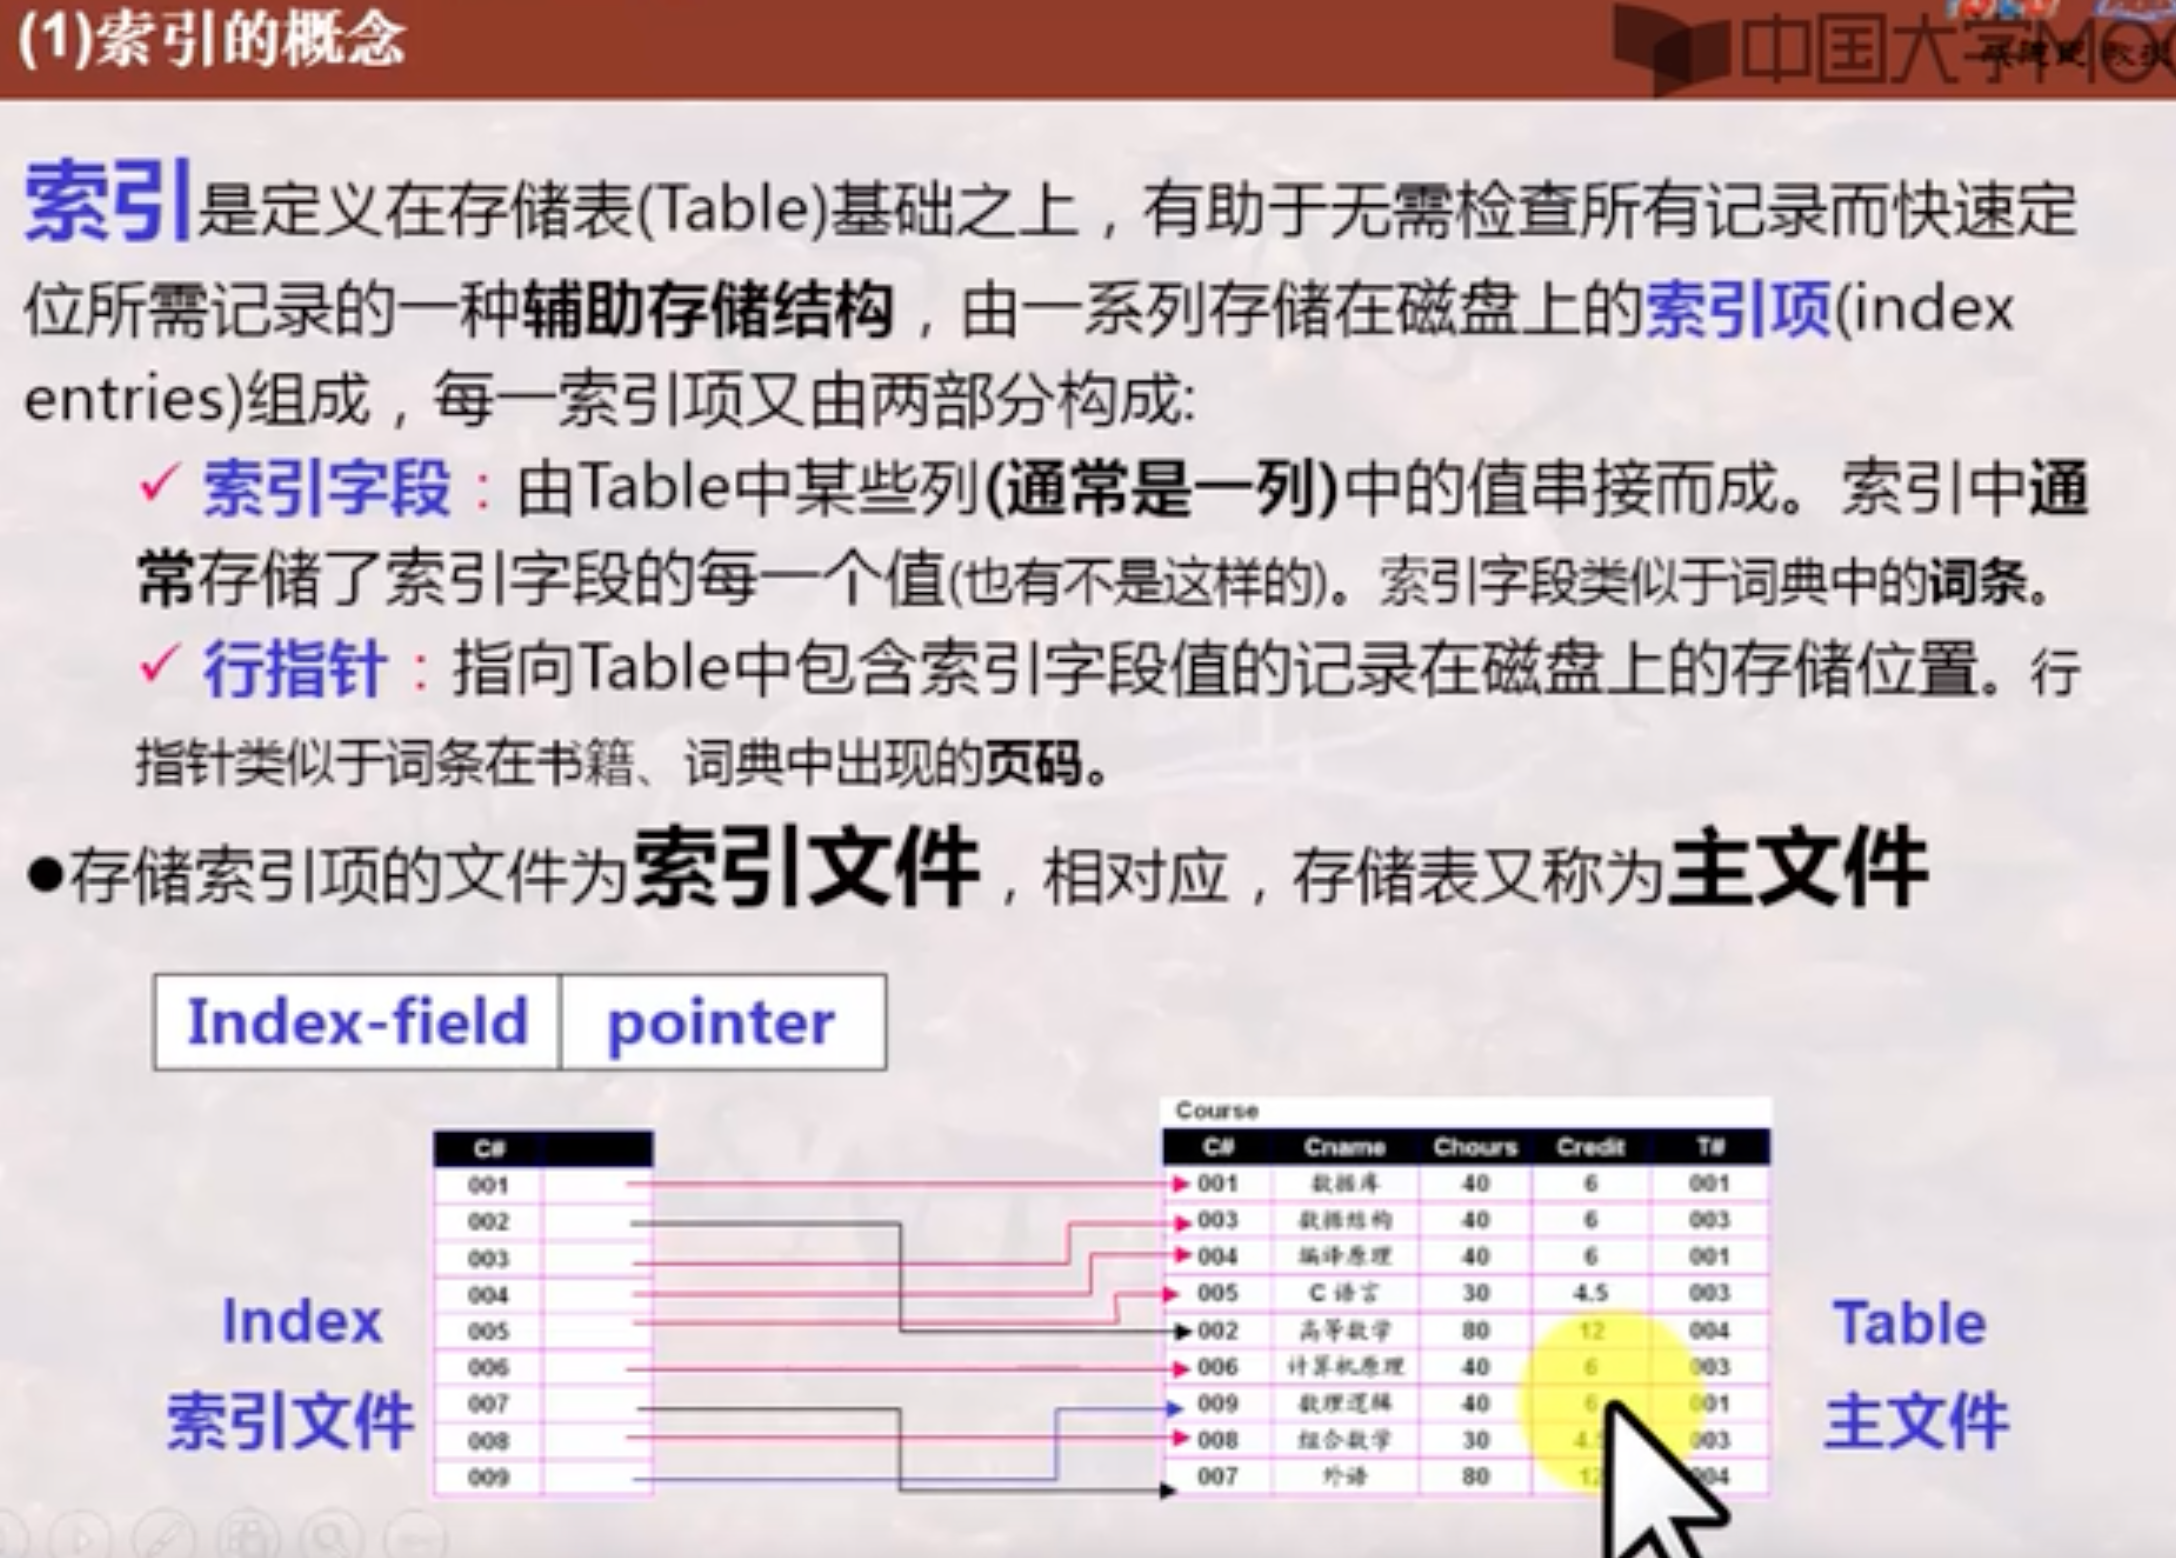 (1)索引的概念
中国大学MOO
索引是定义在存储表(Table)基础之上，有助于无需检查所有记录而快速定
位所需记录的一种辅助存储结构，由一系列存储在磁盘上的索引项(index
entries)组成，每一索引项又由两部分构成:
✓ 索引字段：由Table中某些列(通常是一列)中的值串接而成。索引中通
常存储了索引字段的每一个值(也有不是这样的)。索引字段类似于词典中的词条。
✓ 行指针：指向Table中包含索引字段值的记录在磁盘上的存储位置。行
指针类似于词条在书籍、词典中出现的页码。
●存储索引项的文件为索引文件，相对应，存储表又称为主文件
Index-field pointer
Index
索引文件
C#
001
002
003
004
005
006
007
008
009
Course
C# Cname Chours Credit T#
001 数据库 40 6 001
003 数据结构 40 6 003
004 编译原理 40 6 001
005 C 语言 30 4.5 003
002 高等数学 80 12 004
006 计算机原理 40 6 003
009 数理逻辑 40 6 001
008 组合数学 30 003
007 外语 80 12 004
Table
主文件